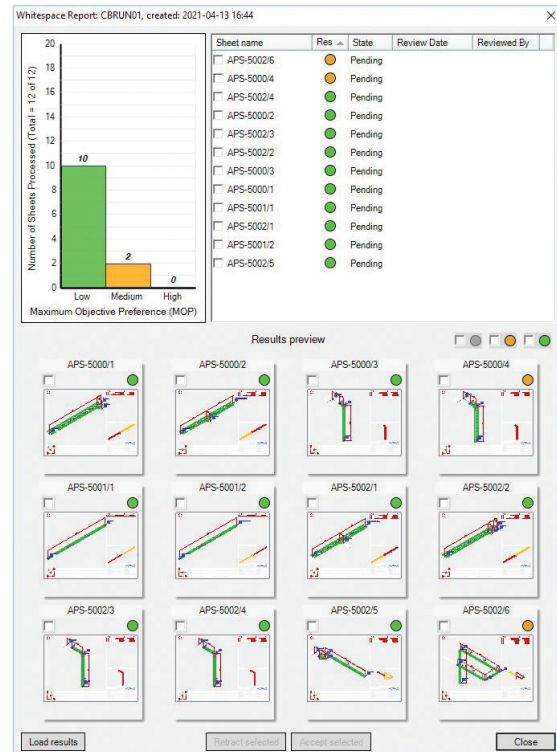 Whitespace Report: CBRUN01, created: 2021-04-13 16:44
Number of Sheets Processed (Total = 12 of 12)
20
18
16
14
12
10
8
6
4
2
0
10
2
0
Low Medium High
Maximum Objective Preference (MOP)
Sheet name Res State Review Date Reviewed By
APS-5002/6 Pending
APS-5000/4 Pending
APS-5002/4 Pending
APS-5000/2 Pending
APS-5002/3 Pending
APS-5002/2 Pending
APS-5000/3 Pending
APS-5000/1 Pending
APS-5001/1 Pending
APS-5002/1 Pending
APS-5001/2 Pending
APS-5002/5 Pending
Results preview
APS-5000/1 APS-5000/2 APS-5000/3 APS-5000/4
APS-5001/1 APS-5001/2 APS-5002/1 APS-5002/2
APS-5002/3 APS-5002/4 APS-5002/5 APS-5002/6
Load results Retract selected Accept selected Close